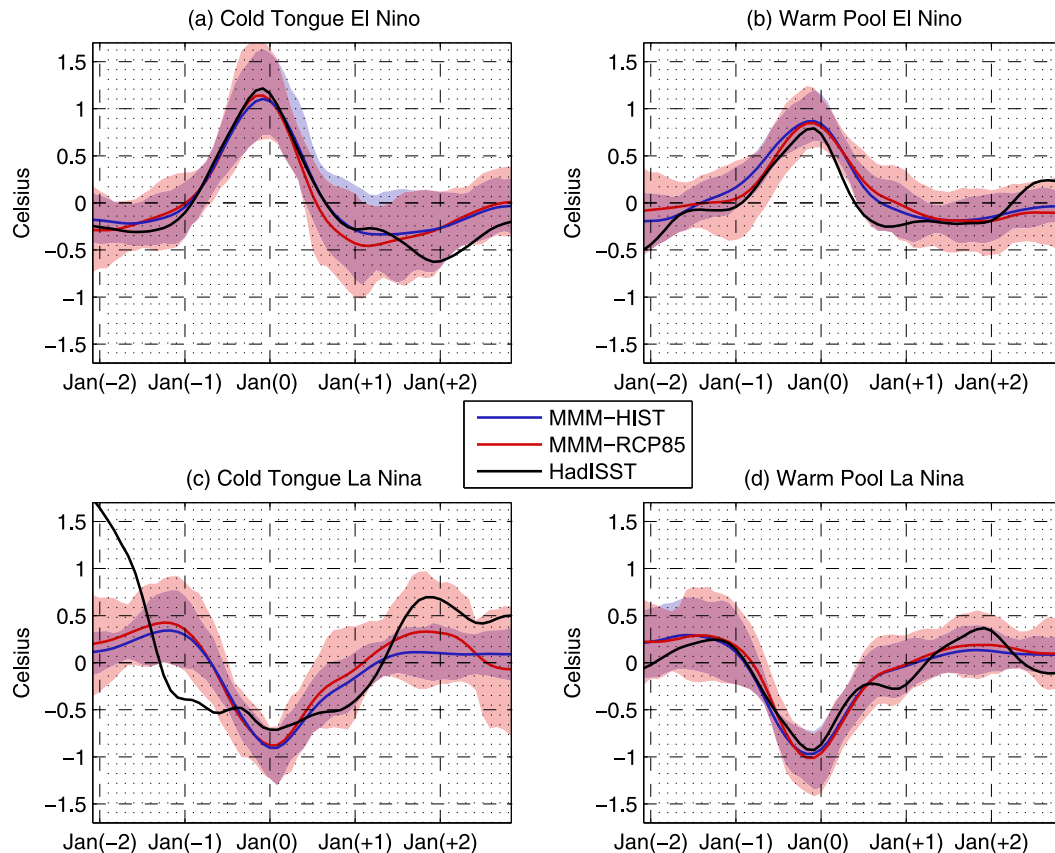 (a) Cold Tongue El Nino
(b) Warm Pool El Nino
Celsius
1.5
1
0.5
0
−0.5
−1
−1.5
Jan(−2) Jan(−1) Jan(0) Jan(+1) Jan(+2)
Celsius
1.5
1
0.5
0
−0.5
−1
−1.5
Jan(−2) Jan(−1) Jan(0) Jan(+1) Jan(+2)
MMM−HIST
MMM−RCP85
HadISST
(c) Cold Tongue La Nina
(d) Warm Pool La Nina
Celsius
1.5
1
0.5
0
−0.5
−1
−1.5
Jan(−2) Jan(−1) Jan(0) Jan(+1) Jan(+2)
Celsius
1.5
1
0.5
0
−0.5
−1
−1.5
Jan(−2) Jan(−1) Jan(0) Jan(+1) Jan(+2)